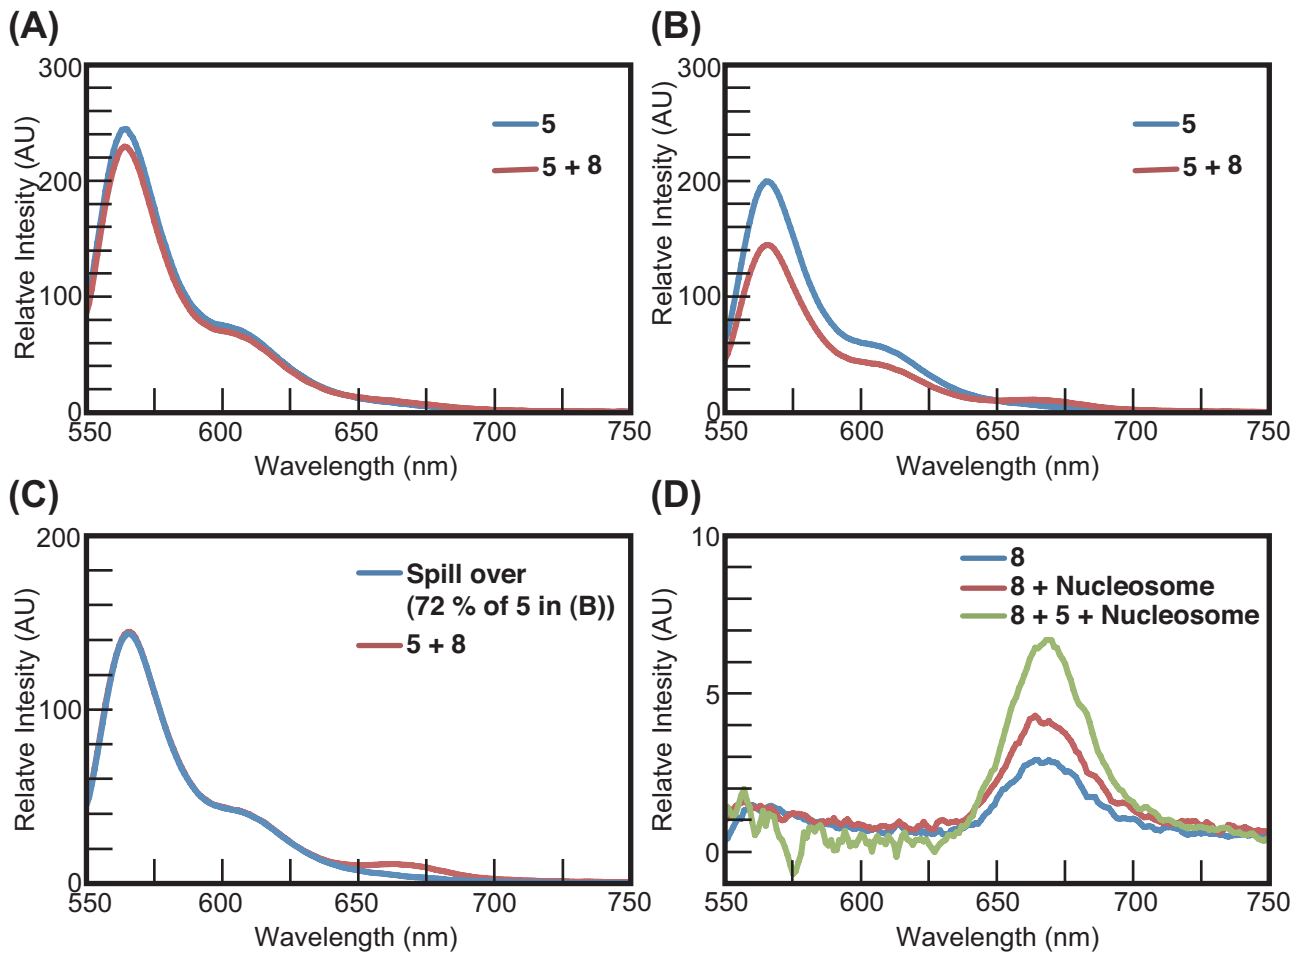 (A)
300
200
100
0
Relatve Intesity (AU)
5
5 + 8
550 600 650 700 750
Wavelength (nm)
(B)
300
200
100
0
Relatve Intesity (AU)
5
5 + 8
550 600 650 700 750
Wavelength (nm)
(C)
200
100
0
Relatve Intesity (AU)
Spill over
(72 % of 5 in (B))
5 + 8
550 600 650 700 750
Wavelength (nm)
(D)
10
5
0
Relatve Intesity (AU)
8
8 + Nucleosome
8 + 5 + Nucleosome
550 600 650 700 750
Wavelength (nm)